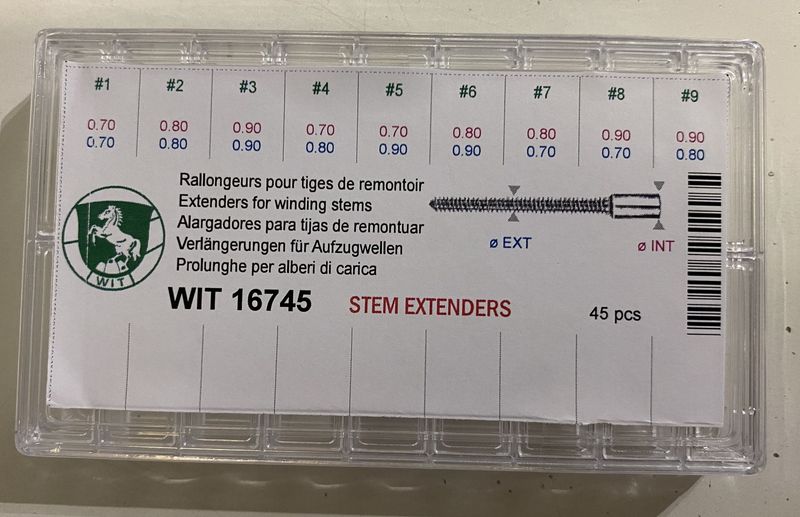 #1 #2 #3 #4 #5 #6 #7 #8 #9
0.70 0.80 0.90 0.70 0.70 0.80 0.80 0.90 0.90
0.70 0.80 0.90 0.80 0.90 0.90 0.70 0.70 0.80
Rallongeurs pour tiges de remontoir
Extenders for winding stems
Alargadores para tijas de remontuar
Verlängerungen für Aufzugwellen
Prolunghe per alberi di carica
ø EXT
ø INT
WIT
WIT 16745
STEM EXTENDERS
45 pcs